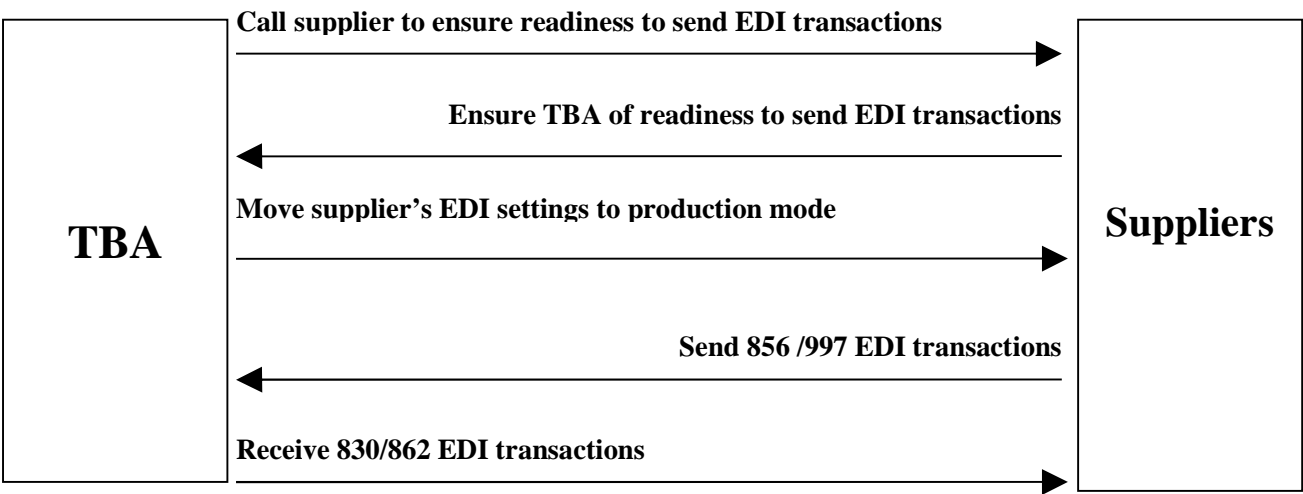 Call supplier to ensure readiness to send EDI transactions
Ensure TBA of readiness to send EDI transactions
Move supplier’s EDI settings to production mode
TBA
Suppliers
Send 856 /997 EDI transactions
Receive 830/862 EDI transactions